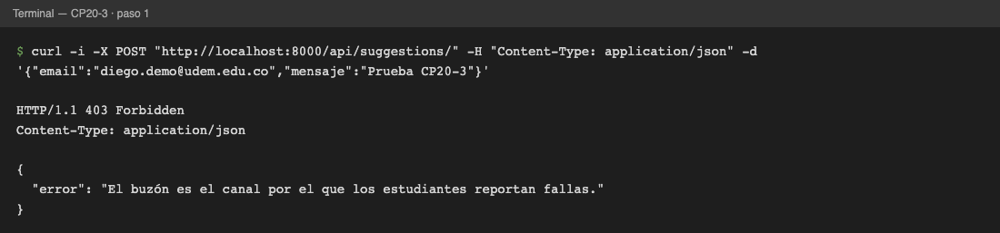 Terminal — CP20-3 · paso 1
$ curl -i -X POST "http://localhost:8000/api/suggestions/" -H "Content-Type: application/json" -d
'{"email":"diego.demo@udem.edu.co","mensaje":"Prueba CP20-3"}'
HTTP/1.1 403 Forbidden
Content-Type: application/json
{
  "error": "El buzón es el canal por el que los estudiantes reportan fallas."
}